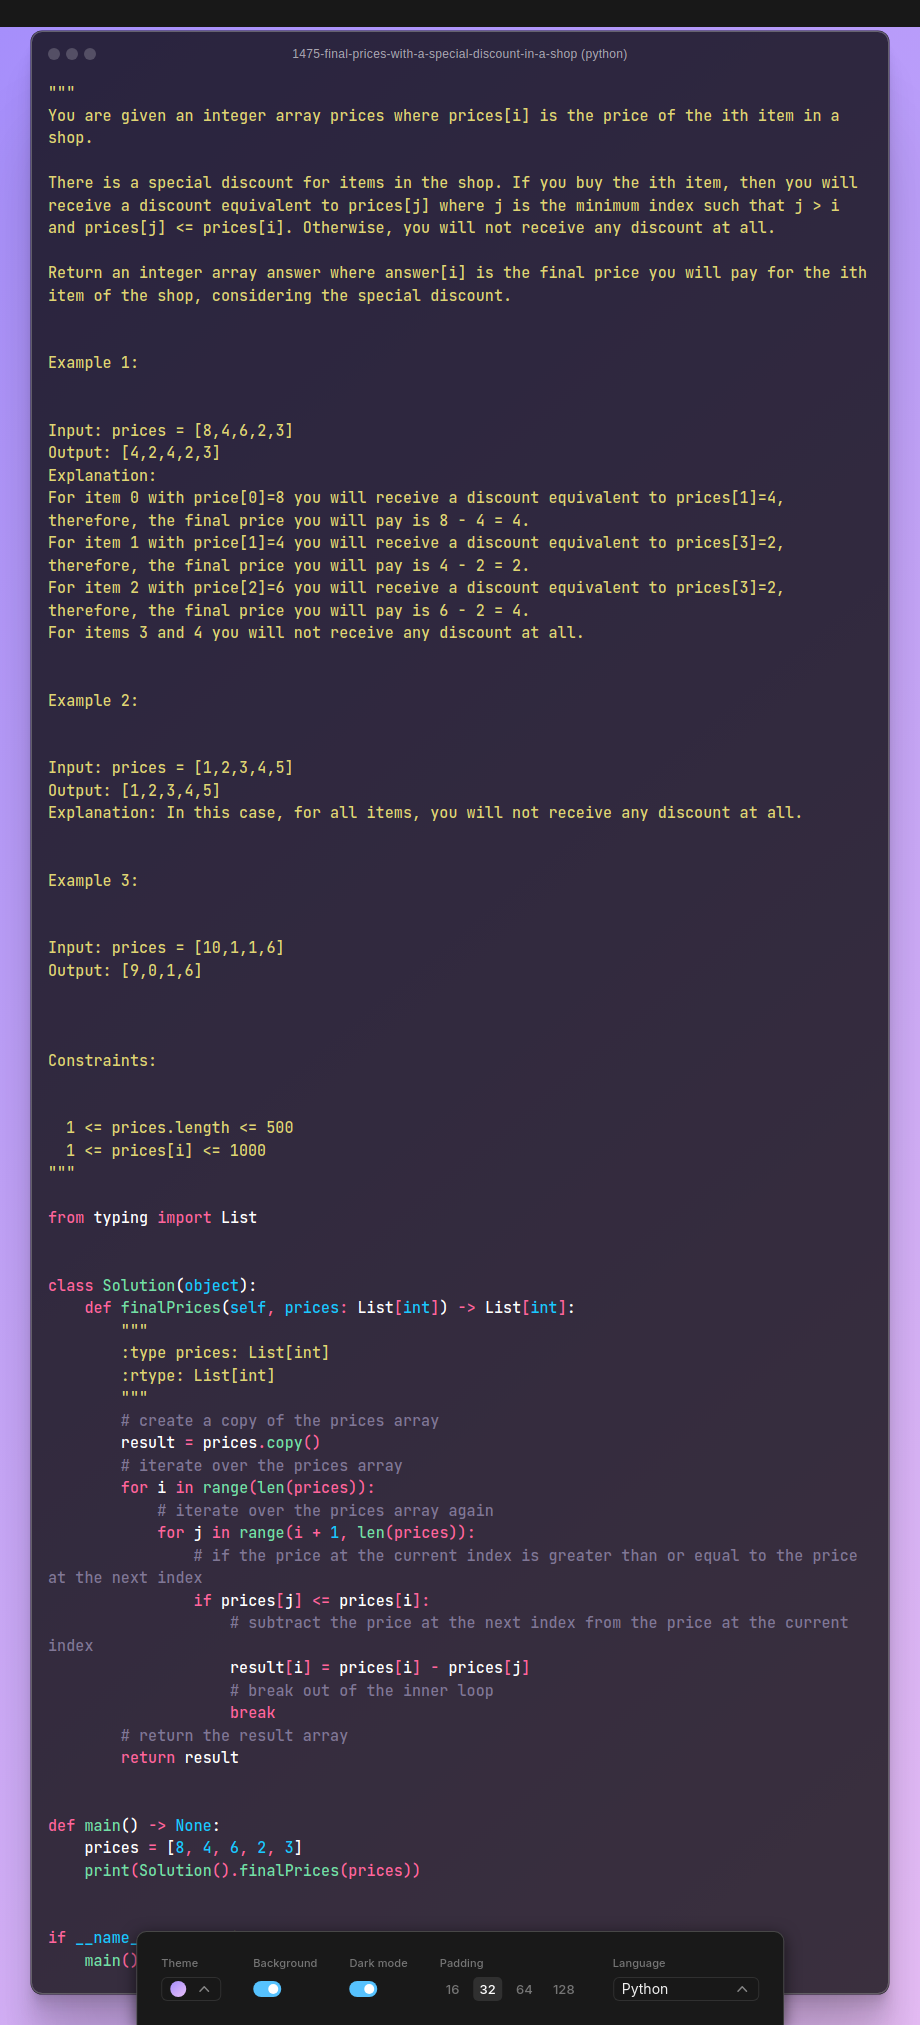 1475-final-prices-with-a-special-discount-in-a-shop (python)
"""
You are given an integer array prices where prices[i] is the price of the ith item in a
shop.
There is a special discount for items in the shop. If you buy the ith item, then you will
receive a discount equivalent to prices[j] where j is the minimum index such that j > i
and prices[j] <= prices[i]. Otherwise, you will not receive any discount at all.
Return an integer array answer where answer[i] is the final price you will pay for the ith
item of the shop, considering the special discount.
Example 1:
Input: prices = [8,4,6,2,3]
Output: [4,2,4,2,3]
Explanation:
For item 0 with price[0]=8 you will receive a discount equivalent to prices[1]=4,
therefore, the final price you will pay is 8 - 4 = 4.
For item 1 with price[1]=4 you will receive a discount equivalent to prices[3]=2,
therefore, the final price you will pay is 4 - 2 = 2.
For item 2 with price[2]=6 you will receive a discount equivalent to prices[3]=2,
therefore, the final price you will pay is 6 - 2 = 4.
For items 3 and 4 you will not receive any discount at all.
Example 2:
Input: prices = [1,2,3,4,5]
Output: [1,2,3,4,5]
Explanation: In this case, for all items, you will not receive any discount at all.
Example 3:
Input: prices = [10,1,1,6]
Output: [9,0,1,6]
Constraints:
  1 <= prices.length <= 500
  1 <= prices[i] <= 1000
"""
from typing import List
class Solution(object):
    def finalPrices(self, prices: List[int]) -> List[int]:
        """
        :type prices: List[int]
        :rtype: List[int]
        """
        # create a copy of the prices array
        result = prices.copy()
        # iterate over the prices array
        for i in range(len(prices)):
            # iterate over the prices array again
            for j in range(i + 1, len(prices)):
                # if the price at the current index is greater than or equal to the price
at the next index
                if prices[j] <= prices[i]:
                    # subtract the price at the next index from the price at the current
index
                    result[i] = prices[i] - prices[j]
                    # break out of the inner loop
                    break
        # return the result array
        return result
def main() -> None:
    prices = [8, 4, 6, 2, 3]
    print(Solution().finalPrices(prices))
if __name_
    main()
Theme Background Dark mode Padding Language
16 32 64 128 Python